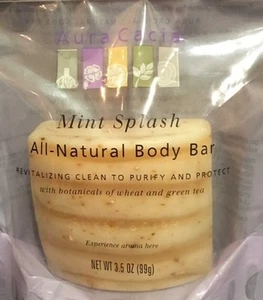 Aura Cacia
Mint Splash
All-Natural Body Bar
REVITALIZING CLEAN TO PURIFY AND PROTECT
with botanicals of wheat and green tea
Experience aroma here
NET WT 3.5 OZ (99g)